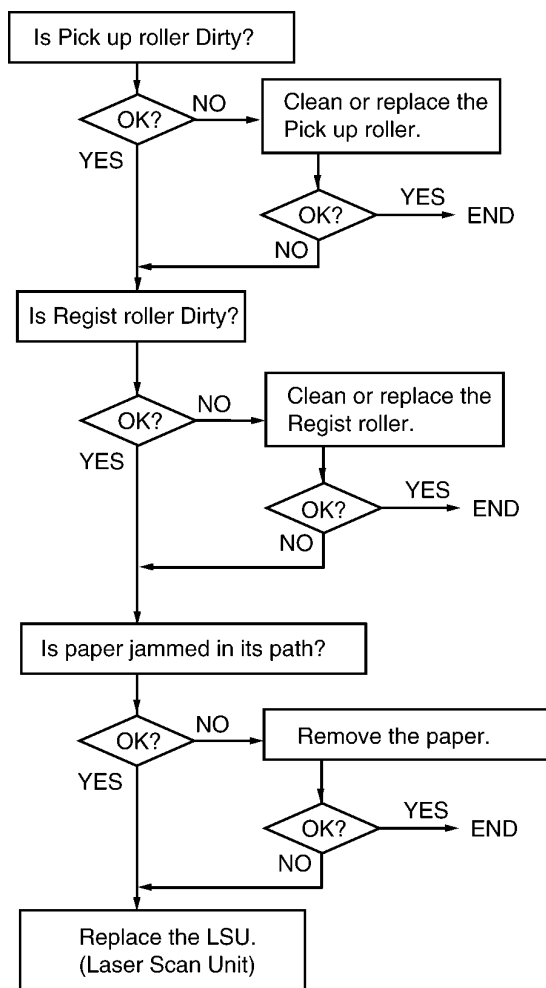 Is Pick up roller Dirty?
OK?
NO
Clean or replace the
Pick up roller.
YES
OK?
YES
END
NO
Is Regist roller Dirty?
OK?
NO
Clean or replace the
Regist roller.
YES
OK?
YES
END
NO
Is paper jammed in its path?
OK?
NO
Remove the paper.
YES
OK?
YES
END
NO
Replace the LSU.
(Laser Scan Unit)